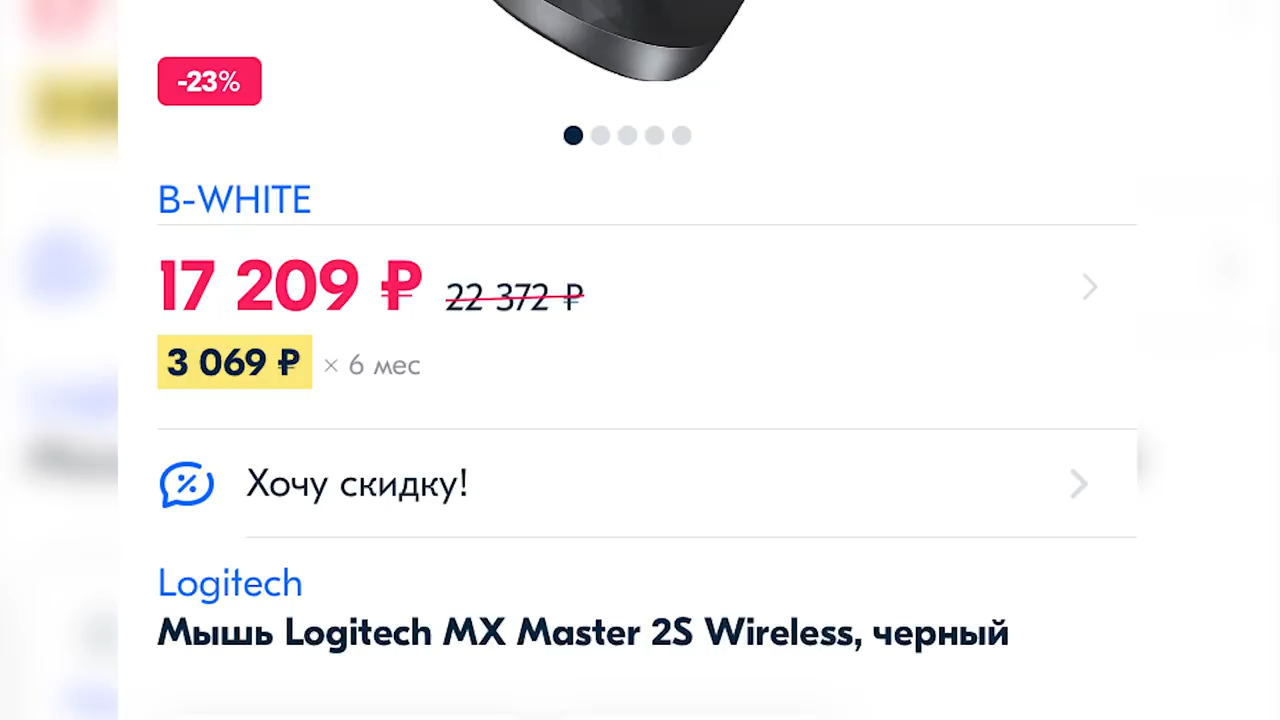 -23%
B-WHITE
17 209 ₽ 22 372 ₽
3 069 ₽ × 6 мес
Хочу скидку!
Logitech
Мышь Logitech MX Master 2S Wireless, черный